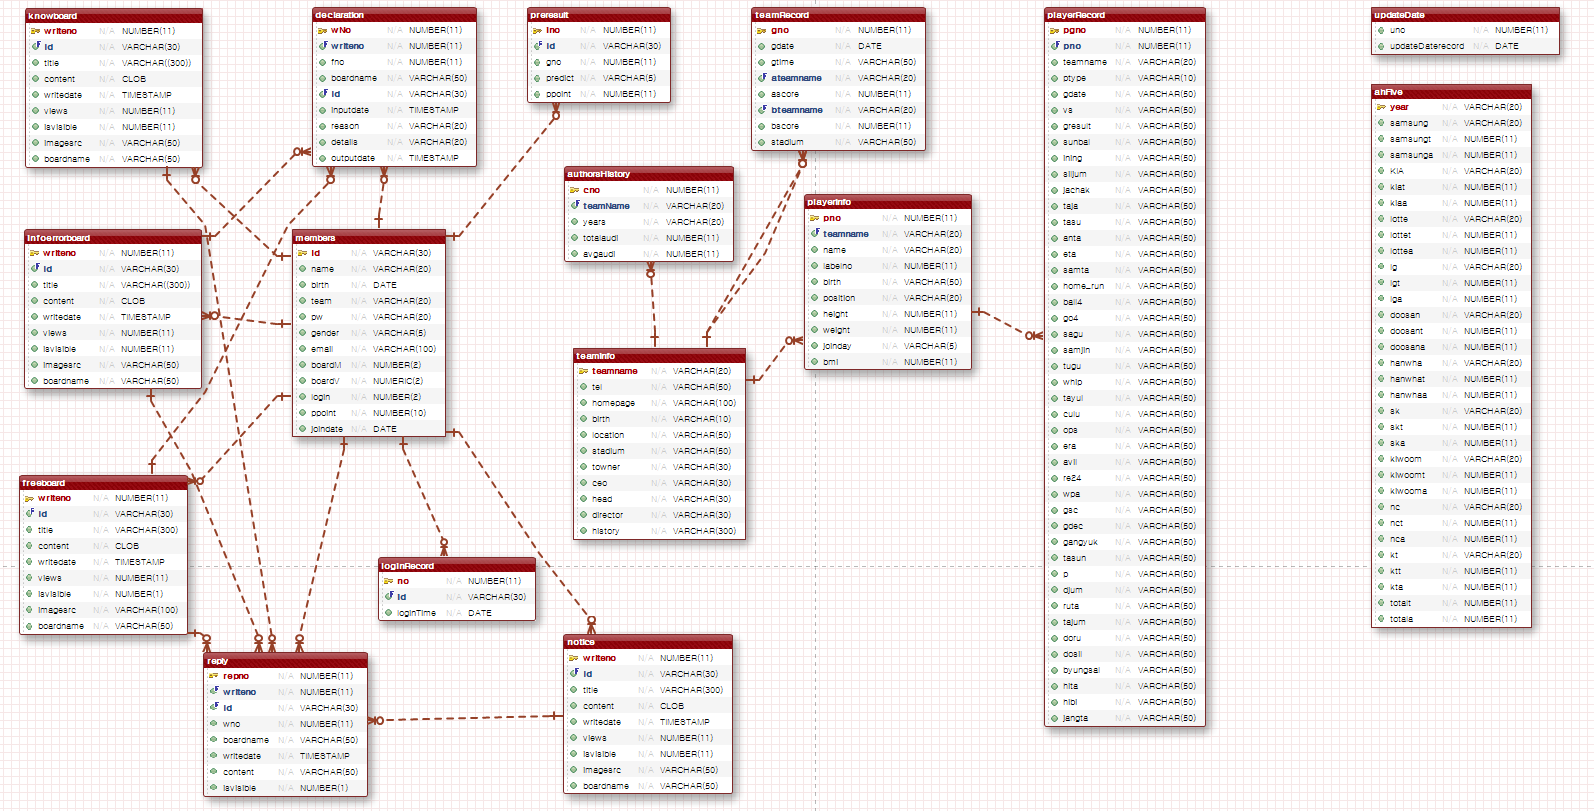 knowboard
writeno N/A NUMBER(11)
id N/A VARCHAR(30)
title N/A VARCHAR((300))
content N/A CLOB
writedate N/A TIMESTAMP
views N/A NUMBER(11)
isvisible N/A NUMBER(11)
imagesrc N/A VARCHAR(50)
boardname N/A VARCHAR(50)
declaration
wNo N/A NUMBER(11)
writeno N/A NUMBER(11)
fno N/A NUMBER(11)
boardname N/A VARCHAR(50)
id N/A VARCHAR(30)
inputdate N/A TIMESTAMP
reason N/A VARCHAR(20)
details N/A VARCHAR(20)
outputdate N/A TIMESTAMP
preresult
ino N/A NUMBER(11)
id N/A VARCHAR(30)
gno N/A NUMBER(11)
predict N/A VARCHAR(5)
ppoint N/A NUMBER(11)
teamRecord
gno N/A NUMBER(11)
gdate N/A DATE
gtime N/A VARCHAR(50)
ateamname N/A VARCHAR(20)
ascore N/A NUMBER(11)
bteamname N/A VARCHAR(20)
bscore N/A NUMBER(11)
stadium N/A VARCHAR(50)
playerRecord
pgno N/A NUMBER(11)
pno N/A NUMBER(11)
teamname N/A VARCHAR(20)
ptype N/A VARCHAR(10)
gdate N/A VARCHAR(50)
vs N/A VARCHAR(50)
gresult N/A VARCHAR(50)
sunbal N/A VARCHAR(50)
ining N/A VARCHAR(50)
siljum N/A VARCHAR(50)
jachak N/A VARCHAR(50)
taja N/A VARCHAR(50)
tasu N/A VARCHAR(50)
anta N/A VARCHAR(50)
eta N/A VARCHAR(50)
samta N/A VARCHAR(50)
home_run N/A VARCHAR(50)
ball4 N/A VARCHAR(50)
go4 N/A VARCHAR(50)
sagu N/A VARCHAR(50)
samjin N/A VARCHAR(50)
tugu N/A VARCHAR(50)
whip N/A VARCHAR(50)
tayul N/A VARCHAR(50)
culu N/A VARCHAR(50)
ops N/A VARCHAR(50)
era N/A VARCHAR(50)
avli N/A VARCHAR(50)
re24 N/A VARCHAR(50)
wpa N/A VARCHAR(50)
gsc N/A VARCHAR(50)
gdec N/A VARCHAR(50)
gangyuk N/A VARCHAR(50)
tasun N/A VARCHAR(50)
p N/A VARCHAR(50)
djum N/A VARCHAR(50)
ruta N/A VARCHAR(50)
tajum N/A VARCHAR(50)
doru N/A VARCHAR(50)
dosil N/A VARCHAR(50)
byungsal N/A VARCHAR(50)
hita N/A VARCHAR(50)
hibi N/A VARCHAR(50)
jangta N/A VARCHAR(50)
updateDate
uno N/A NUMBER(11)
updateDaterecord N/A DATE
ahFive
year N/A VARCHAR(20)
samsung N/A VARCHAR(20)
samsungt N/A NUMBER(11)
samsunga N/A NUMBER(11)
KIA N/A VARCHAR(20)
kiat N/A NUMBER(11)
kiaa N/A NUMBER(11)
lotte N/A VARCHAR(20)
lottet N/A NUMBER(11)
lottea N/A NUMBER(11)
lg N/A VARCHAR(20)
lgt N/A NUMBER(11)
lga N/A NUMBER(11)
doosan N/A VARCHAR(20)
doosant N/A NUMBER(11)
doosana N/A NUMBER(11)
hanwha N/A VARCHAR(20)
hanwhat N/A NUMBER(11)
hanwhaa N/A NUMBER(11)
sk N/A VARCHAR(20)
skt N/A NUMBER(11)
ska N/A NUMBER(11)
kiwoom N/A VARCHAR(20)
kiwoomt N/A NUMBER(11)
kiwooma N/A NUMBER(11)
nc N/A VARCHAR(20)
nct N/A NUMBER(11)
nca N/A NUMBER(11)
kt N/A VARCHAR(20)
ktt N/A NUMBER(11)
kta N/A NUMBER(11)
totalt N/A NUMBER(11)
totala N/A NUMBER(11)
authorsHistory
cno N/A NUMBER(11)
teamName N/A VARCHAR(20)
years N/A VARCHAR(20)
totalaudi N/A NUMBER(11)
avgaudi N/A NUMBER(11)
playerInfo
pno N/A NUMBER(11)
teamname N/A VARCHAR(20)
name N/A VARCHAR(20)
labelno N/A NUMBER(11)
birth N/A VARCHAR(50)
position N/A VARCHAR(20)
height N/A NUMBER(11)
weight N/A NUMBER(11)
joinday N/A VARCHAR(5)
bmi N/A NUMBER(11)
infoerrorboard
writeno N/A NUMBER(11)
id N/A VARCHAR(30)
title N/A VARCHAR((300))
content N/A CLOB
writedate N/A TIMESTAMP
views N/A NUMBER(11)
isvisible N/A NUMBER(11)
imagesrc N/A VARCHAR(50)
boardname N/A VARCHAR(50)
members
id N/A VARCHAR(30)
name N/A VARCHAR(20)
birth N/A DATE
team N/A VARCHAR(20)
pw N/A VARCHAR(20)
gender N/A VARCHAR(5)
email N/A VARCHAR(100)
boardM N/A NUMBER(2)
boardV N/A NUMERIC(2)
login N/A NUMBER(2)
ppoint N/A NUMBER(10)
joindate N/A DATE
teaminfo
teamname N/A VARCHAR(20)
tel N/A VARCHAR(50)
homepage N/A VARCHAR(100)
birth N/A VARCHAR(10)
location N/A VARCHAR(50)
stadium N/A VARCHAR(50)
towner N/A VARCHAR(30)
ceo N/A VARCHAR(30)
head N/A VARCHAR(30)
director N/A VARCHAR(30)
history N/A VARCHAR(300)
freeboard
writeno N/A NUMBER(11)
id N/A VARCHAR(30)
title N/A VARCHAR(300)
content N/A CLOB
writedate N/A TIMESTAMP
views N/A NUMBER(11)
isvisible N/A NUMBER(1)
imagesrc N/A VARCHAR(100)
boardname N/A VARCHAR(50)
loginRecord
no N/A NUMBER(11)
id N/A VARCHAR(30)
loginTime N/A DATE
notice
writeno N/A NUMBER(11)
id N/A VARCHAR(30)
title N/A VARCHAR(300)
content N/A CLOB
writedate N/A TIMESTAMP
views N/A NUMBER(11)
isvisible N/A NUMBER(11)
imagesrc N/A VARCHAR(50)
boardname N/A VARCHAR(50)
reply
repno N/A NUMBER(11)
writeno N/A NUMBER(11)
id N/A VARCHAR(30)
wno N/A NUMBER(11)
boardname N/A VARCHAR(50)
writedate N/A TIMESTAMP
content N/A VARCHAR(50)
isvisible N/A NUMBER(1)